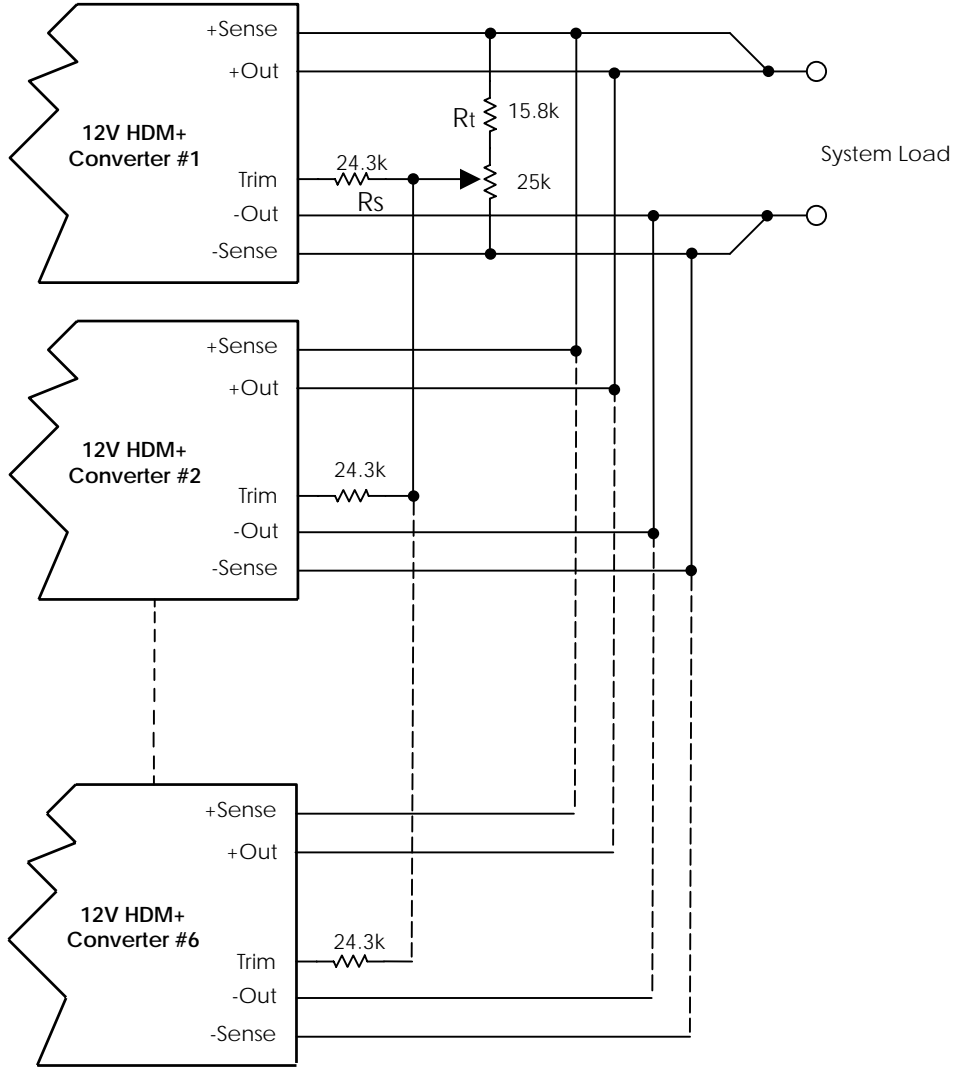 +Sense
+Out
Rt 15.8k
12V HDM+
Converter #1
24.3k
System Load
Trim
25k
Rs
-Out
-Sense
+Sense
+Out
12V HDM+
Converter #2
24.3k
Trim
-Out
-Sense
+Sense
+Out
12V HDM+
Converter #6
24.3k
Trim
-Out
-Sense